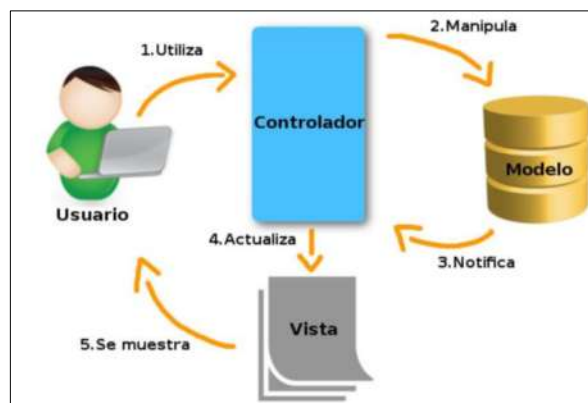 1.Utiliza
2.Manipula
Controlador
Modelo
Usuario
4.Actualiza
3.Notifica
Vista
5.Se muestra